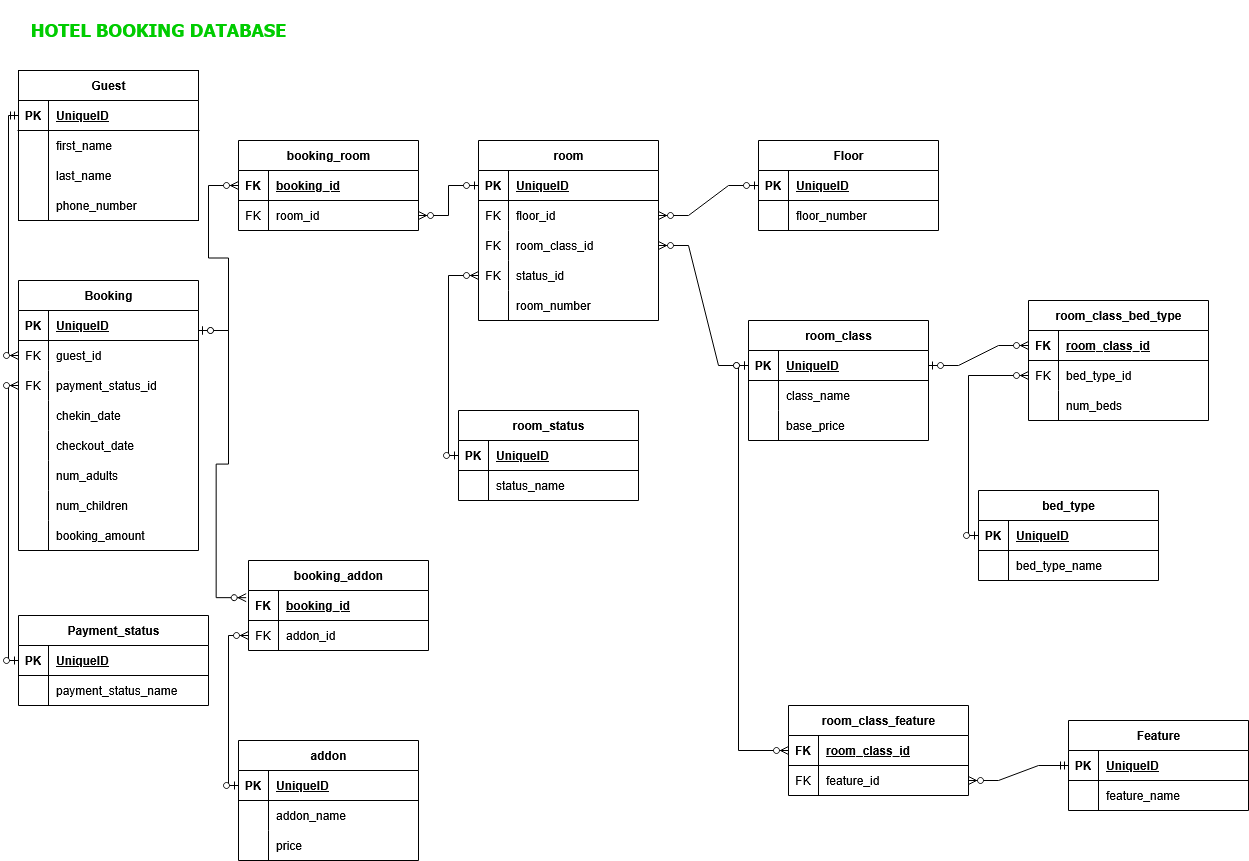 HOTEL BOOKING DATABASE
Guest
PK UniqueID
first_name
last_name
phone_number
Booking
PK UniqueID
FK guest_id
FK payment_status_id
chekin_date
checkout_date
num_adults
num_children
booking_amount
Payment_status
PK UniqueID
payment_status_name
booking_room
FK booking_id
FK room_id
booking_addon
FK booking_id
FK addon_id
addon
PK UniqueID
addon_name
price
room
PK UniqueID
FK floor_id
FK room_class_id
FK status_id
room_number
room_status
PK UniqueID
status_name
Floor
PK UniqueID
floor_number
room_class
PK UniqueID
class_name
base_price
room_class_bed_type
FK room_class_id
FK bed_type_id
num_beds
bed_type
PK UniqueID
bed_type_name
room_class_feature
FK room_class_id
FK feature_id
Feature
PK UniqueID
feature_name